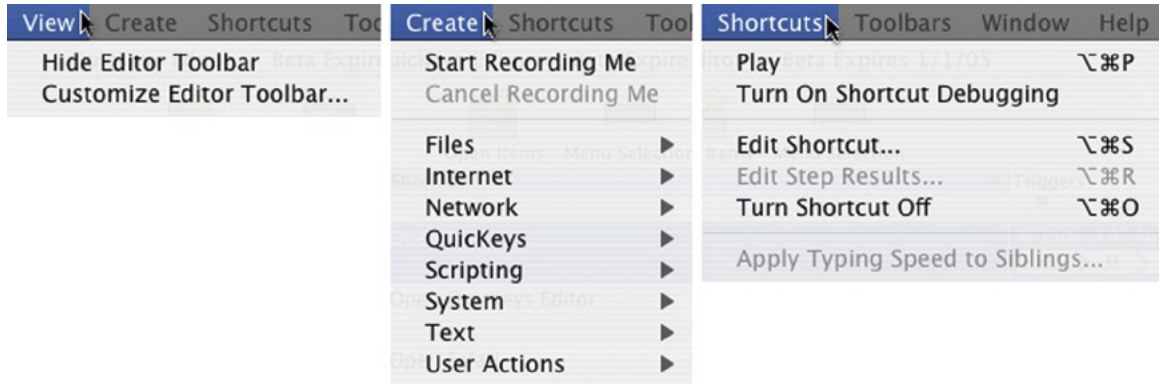 View Create Shortcuts Too
Hide Editor Toolbar
Customize Editor Toolbar...
Create Shortcuts Tool
Start Recording Me
Cancel Recording Me
Files
Internet
Network
QuicKeys
Scripting
System
Text
User Actions
Shortcuts Toolbars Window Help
Play ⌥⌘P
Turn On Shortcut Debugging
Edit Shortcut... ⌥⌘S
Edit Step Results... ⌥⌘R
Turn Shortcut Off ⌥⌘O
Apply Typing Speed to Siblings...